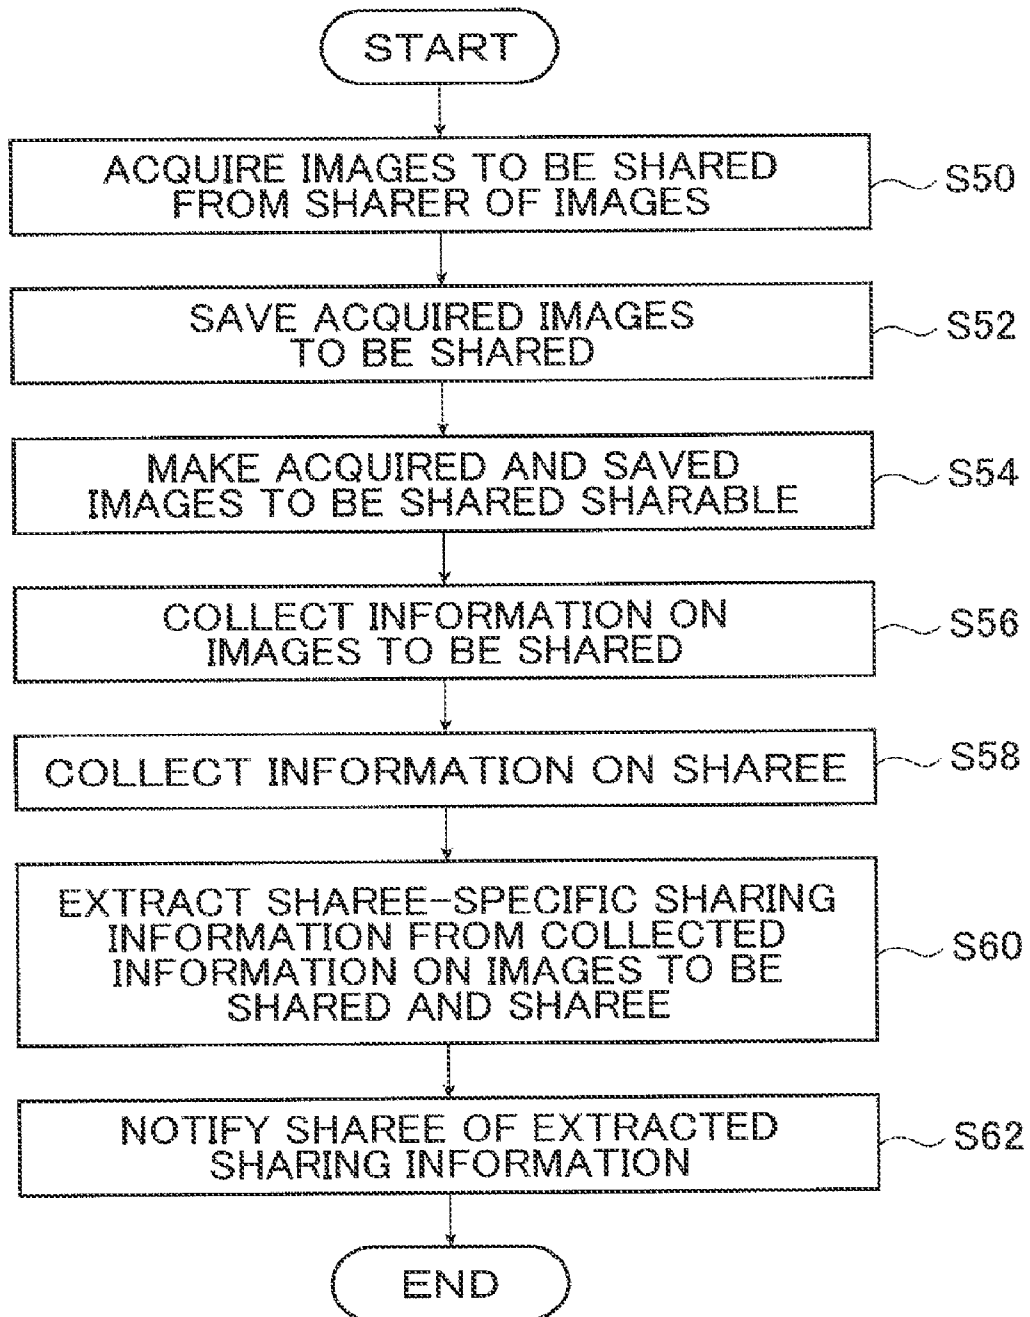 START
ACQUIRE IMAGES TO BE SHARED
FROM SHARER OF IMAGES
S50
SAVE ACQUIRED IMAGES
TO BE SHARED
S52
MAKE ACQUIRED AND SAVED
IMAGES TO BE SHARED SHARABLE
S54
COLLECT INFORMATION ON
IMAGES TO BE SHARED
S56
COLLECT INFORMATION ON SHAREE
S58
EXTRACT SHAREE-SPECIFIC SHARING
INFORMATION FROM COLLECTED
INFORMATION ON IMAGES TO BE
SHARED AND SHAREE
S60
NOTIFY SHAREE OF EXTRACTED
SHARING INFORMATION
S62
END